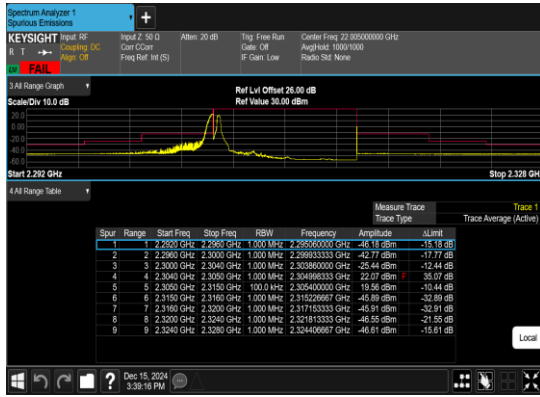 Spectrum Analyzer 1
Spurious Emissions
+
KEYSIGHT Input: RF Input Z: 50 Ω Atten: 20 dB Trig: Free Run Center Freq: 22.005000000 GHz
R T Coupling: DC Corr CCorr Gate: Off Avg|Hold: 1000/1000
Align: Off Freq Ref: Int (S) IF Gain: Low Radio Std: None
FAIL
3 All Range Graph Ref Lvl Offset 26.00 dB
Scale/Div 10.0 dB Ref Value 30.00 dBm
20.0
0.00
-20.0
-40.0
-60.0
Start 2.292 GHz Stop 2.328 GH
4 All Range Table
Measure Trace Trace 1
Trace Type Trace Average (Active)
Spur Range Start Freq Stop Freq RBW Frequency Amplitude ΔLimit
1 1 2.2920 GHz 2.2960 GHz 1.000 MHz 2.295060000 GHz -46.18 dBm -15.18 dB
2 2 2.2960 GHz 2.3000 GHz 1.000 MHz 2.299933333 GHz -42.77 dBm -17.77 dB
3 3 2.3000 GHz 2.3040 GHz 1.000 MHz 2.303860000 GHz -25.44 dBm -12.44 dB
4 4 2.3040 GHz 2.3050 GHz 1.000 MHz 2.304998333 GHz 22.07 dBm F 35.07 dB
5 5 2.3050 GHz 2.3150 GHz 100.0 kHz 2.305400000 GHz 19.56 dBm -10.44 dB
6 6 2.3150 GHz 2.3160 GHz 1.000 MHz 2.315226667 GHz -45.89 dBm -32.89 dB
7 7 2.3160 GHz 2.3200 GHz 1.000 MHz 2.317153333 GHz -45.91 dBm -32.91 dB
8 8 2.3200 GHz 2.3240 GHz 1.000 MHz 2.321813333 GHz -46.55 dBm -21.55 dB
9 9 2.3240 GHz 2.3280 GHz 1.000 MHz 2.324406667 GHz -46.61 dBm -15.61 dB
Local
? Dec 15, 2024
3:39:16 PM